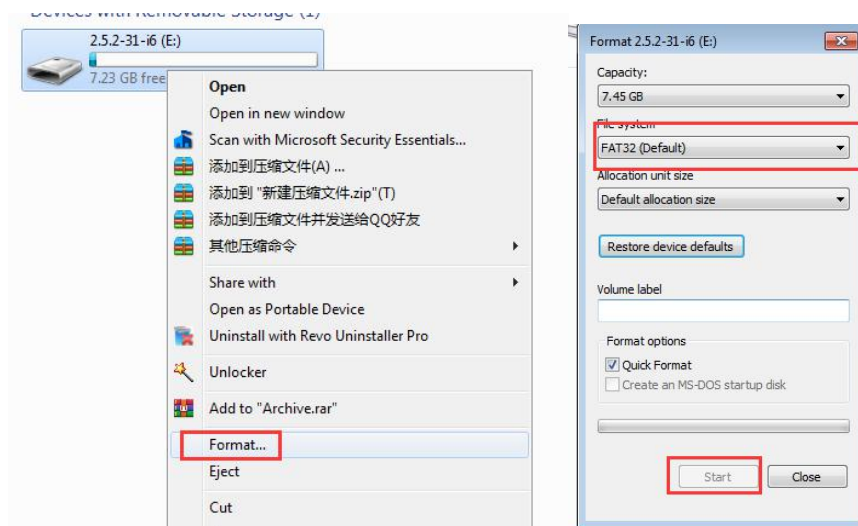 Devices with Removable Storage (1)
2.5.2-31-i6 (E:)
7.23 GB free
Open
Open in new window
Scan with Microsoft Security Essentials...
添加到压缩文件(A) ...
添加到 "新建压缩文件.zip"(T)
添加到压缩文件并发送给QQ好友
其他压缩命令
Share with
Open as Portable Device
Uninstall with Revo Uninstaller Pro
Unlocker
Add to "Archive.rar"
Format...
Eject
Cut
Format 2.5.2-31-i6 (E:)
Capacity:
7.45 GB
File system
FAT32 (Default)
Allocation unit size
Default allocation size
Restore device defaults
Volume label
Format options
Quick Format
Create an MS-DOS startup disk
Start
Close